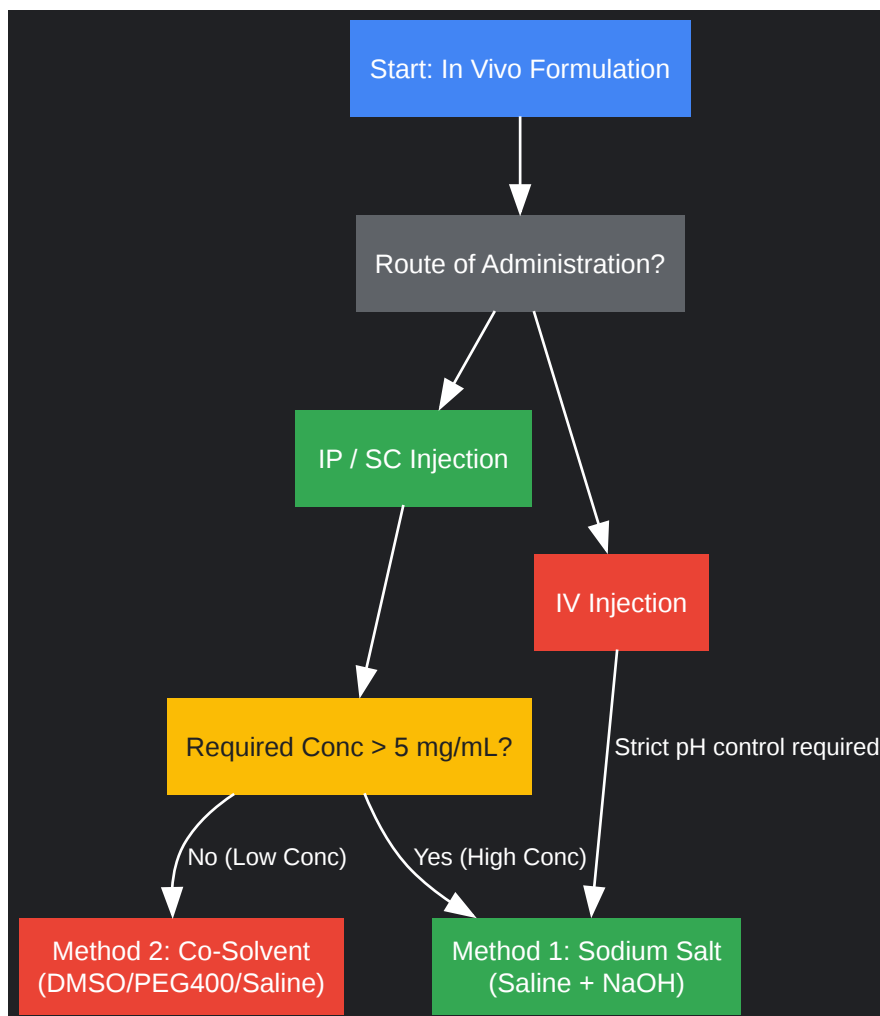 Start: In Vivo Formulation
Route of Administration?
IP / SC Injection
IV Injection
Required Conc > 5 mg/mL?
Strict pH control required
No (Low Conc)
Yes (High Conc)
Method 2: Co-Solvent
(DMSO/PEG400/Saline)
Method 1: Sodium Salt
(Saline + NaOH)